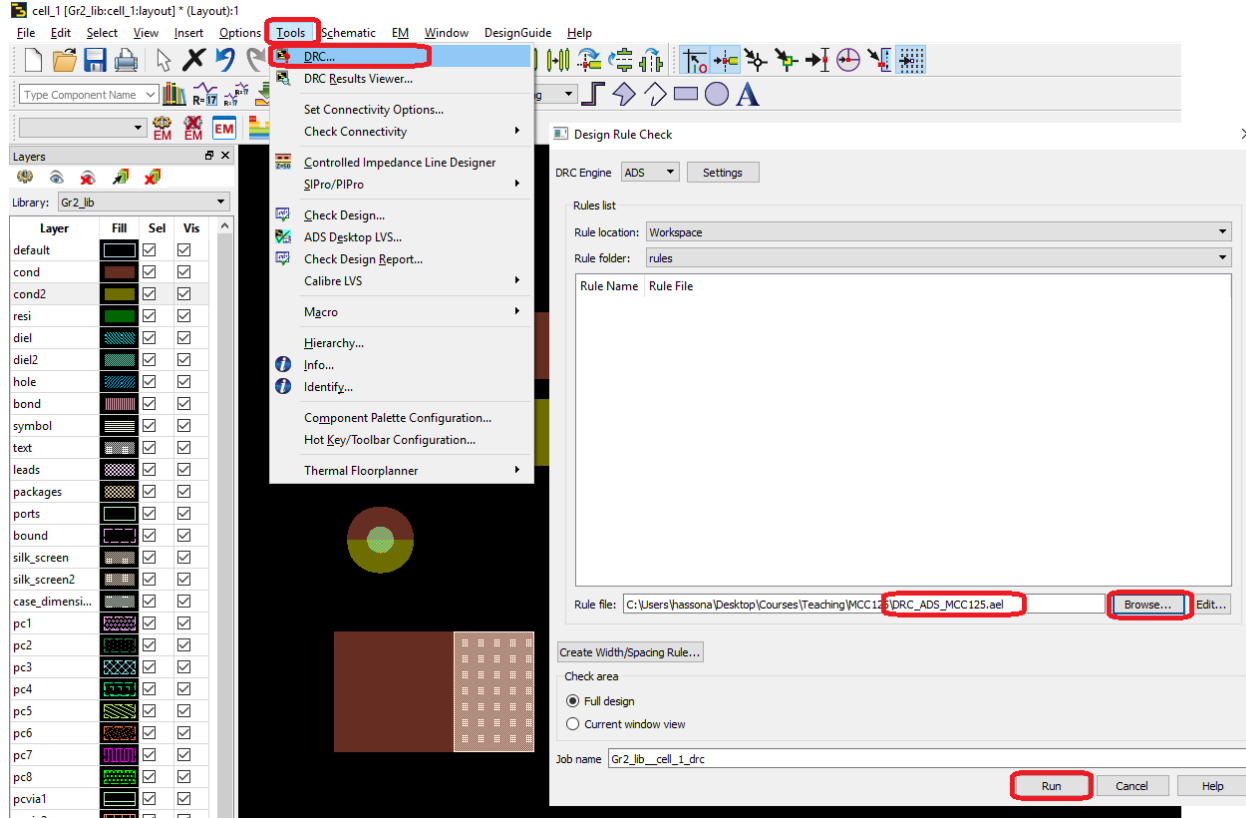 cell_1 [Gr2_lib:cell_1:layout] * (Layout):1
File Edit Select View Insert Options Tools Schematic EM Window DesignGuide Help
DRC...
DRC Results Viewer...
Set Connectivity Options...
Check Connectivity
Controlled Impedance Line Designer
SIPro/PIPro
Check Design...
ADS Desktop LVS...
Check Design Report...
Calibre LVS
Macro
Hierarchy...
Info...
Identify...
Component Palette Configuration...
Hot Key/Toolbar Configuration...
Thermal Floorplanner
Type Component Name
R=17
EM EM EM
Layers
Library: Gr2_lib
Layer Fill Sel Vis
default
cond
cond2
resi
diel
diel2
hole
bond
symbol
text
leads
packages
ports
bound
silk_screen
silk_screen2
case_dimensi...
pc1
pc2
pc3
pc4
pc5
pc6
pc7
pc8
pcvia1
Design Rule Check
DRC Engine ADS Settings
Rules list
Rule location: Workspace
Rule folder: rules
Rule Name Rule File
Rule file: C:\Users\hassona\Desktop\Courses\Teaching\MCC125\DRC_ADS_MCC125.ael Browse... Edit...
Create Width/Spacing Rule...
Check area
Full design
Current window view
Job name Gr2_lib__cell_1_drc
Run Cancel Help